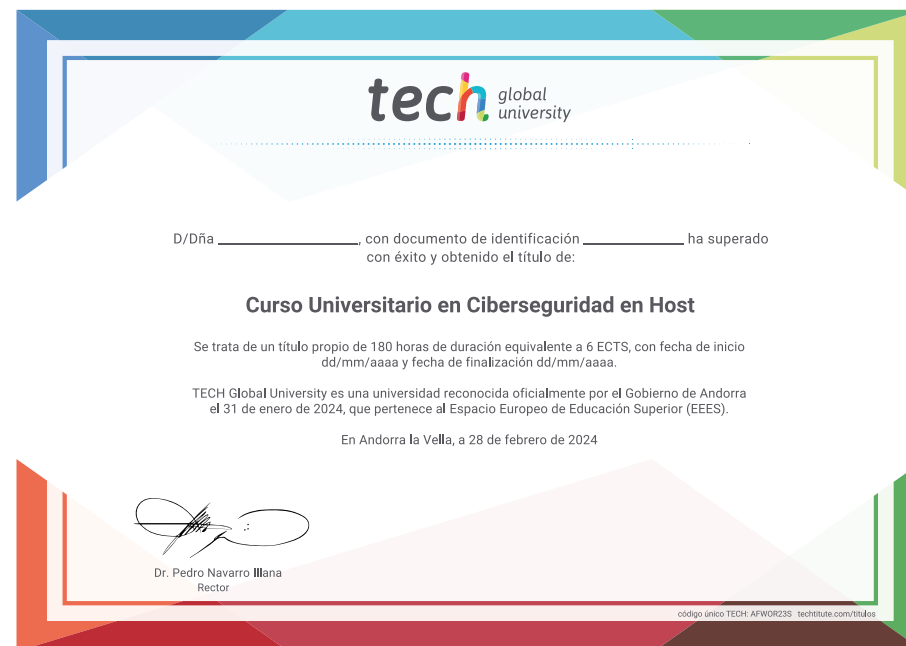 tech global university
D/Dña ____________________, con documento de identificación ______________ ha superado
con éxito y obtenido el título de:
Curso Universitario en Ciberseguridad en Host
Se trata de un título propio de 180 horas de duración equivalente a 6 ECTS, con fecha de inicio
dd/mm/aaaa y fecha de finalización dd/mm/aaaa.
TECH Global University es una universidad reconocida oficialmente por el Gobierno de Andorra
el 31 de enero de 2024, que pertenece al Espacio Europeo de Educación Superior (EEES).
En Andorra la Vella, a 28 de febrero de 2024
Dr. Pedro Navarro Illana
Rector
código único TECH: AFWOR23S techtitute.com/titulos